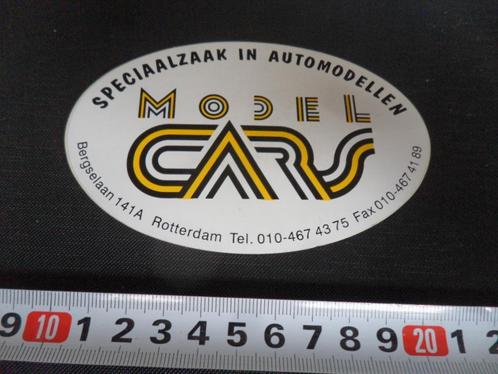 SPECIAALZAAK IN AUTOMODELLEN
MODEL
CARS
Bergselaan 141A Rotterdam Tel. 010-467 43 75 Fax 010-467 41 89
9 10 1 2 3 4 5 6 7 8 9 20 1 2